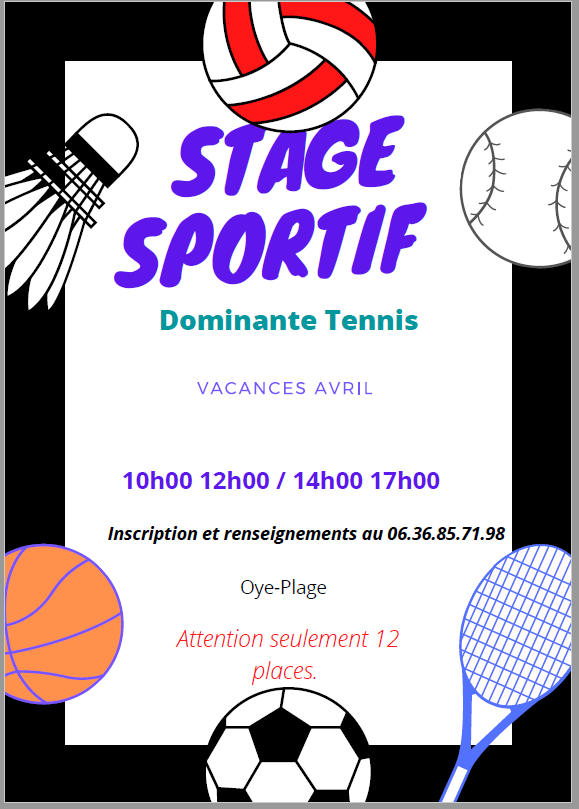 STAGE
SPORTIF
Dominante Tennis
VACANCES AVRIL
10h00 12h00 / 14h00 17h00
Inscription et renseignements au 06.36.85.71.98
Oye-Plage
Attention seulement 12
places.